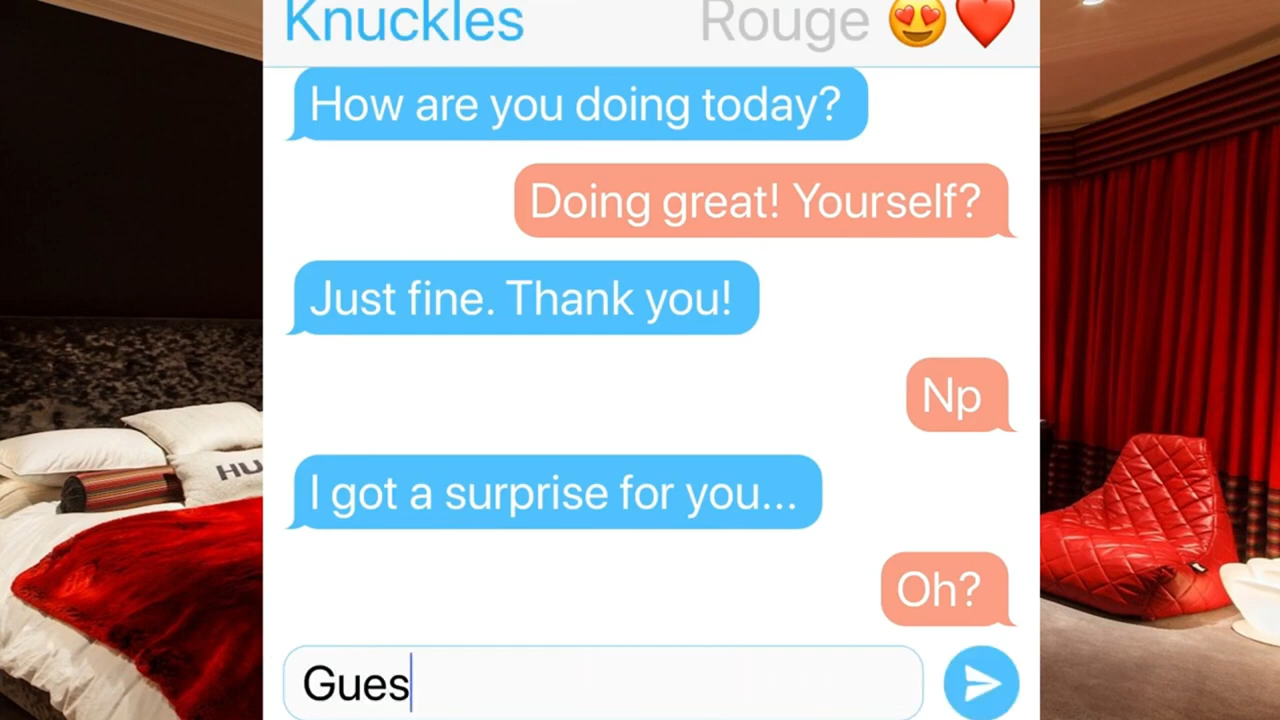 Knuckles Rouge 😍❤️
How are you doing today?
Doing great! Yourself?
Just fine. Thank you!
Np
I got a surprise for you...
HU
Oh?
Gues